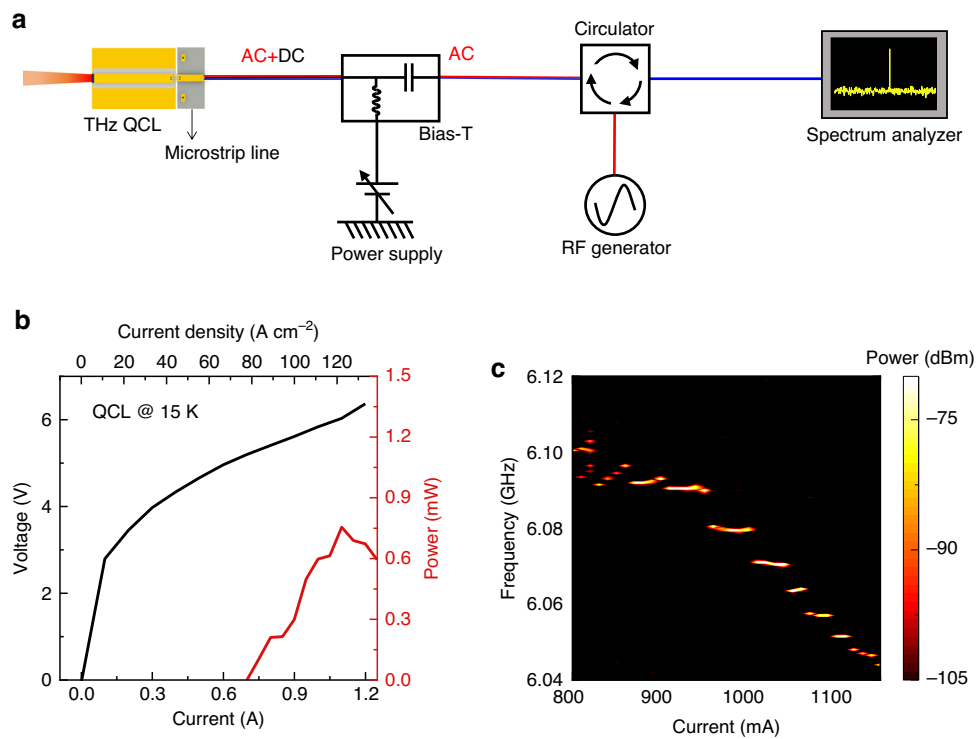 a
Circulator
AC+DC
AC
THz QCL
Bias-T
Spectrum analyzer
Microstrip line
Power supply
RF generator
b
Current density (A cm⁻²)
0 20 40 60 80 100 120
QCL @ 15 K
Voltage (V)
6
4
2
0
1.5
1.2
0.9
0.6
0.3
0.0
Power (mW)
0.0 0.3 0.6 0.9 1.2
Current (A)
c
Power (dBm)
6.12
6.10
6.08
6.06
6.04
Frequency (GHz)
−75
−90
−105
800 900 1000 1100
Current (mA)